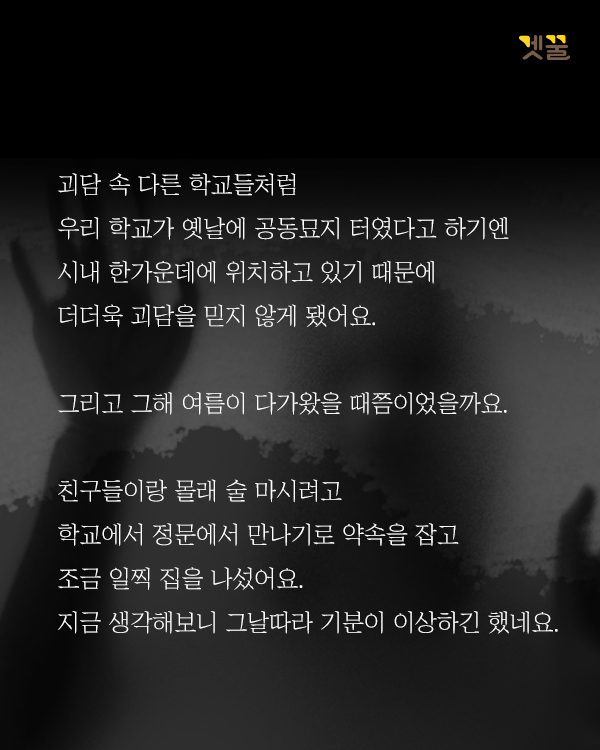 겟꿀
괴담 속 다른 학교들처럼
우리 학교가 옛날에 공동묘지 터였다고 하기엔
시내 한가운데에 위치하고 있기 때문에
더더욱 괴담을 믿지 않게 됐어요.
그리고 그해 여름이 다가왔을 때쯤이었을까요.
친구들이랑 몰래 술 마시려고
학교에서 정문에서 만나기로 약속을 잡고
조금 일찍 집을 나섰어요.
지금 생각해보니 그날따라 기분이 이상하긴 했네요.